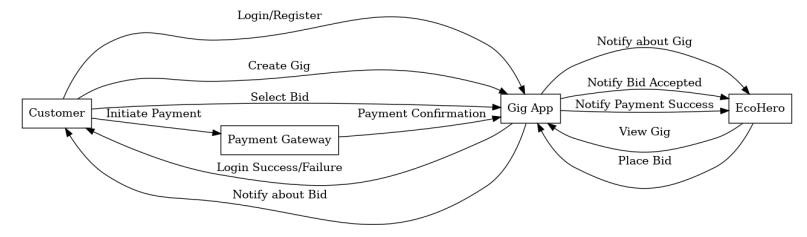 Login/Register
Notify about Gig
Create Gig
Notify Bid Accepted
Select Bid
Notify Payment Success
Customer
Initiate Payment
Payment Confirmation
Gig App
EcoHero
View Gig
Payment Gateway
Place Bid
Login Success/Failure
Notify about Bid